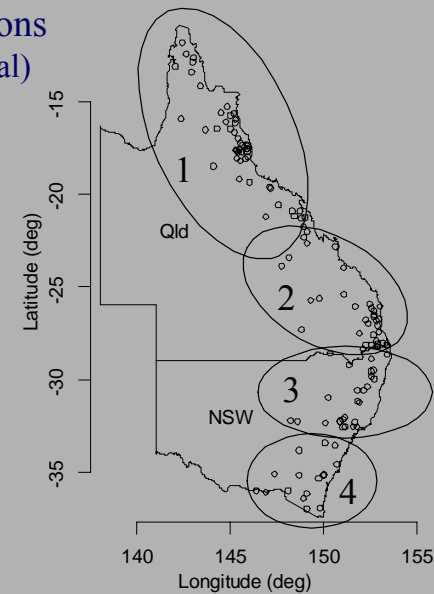 ons
al)
-15
1
-20
Qld
2
-25
Latitude (deg)
-30
3
NSW
-35
4
140 145 150 155
Longitude (deg)